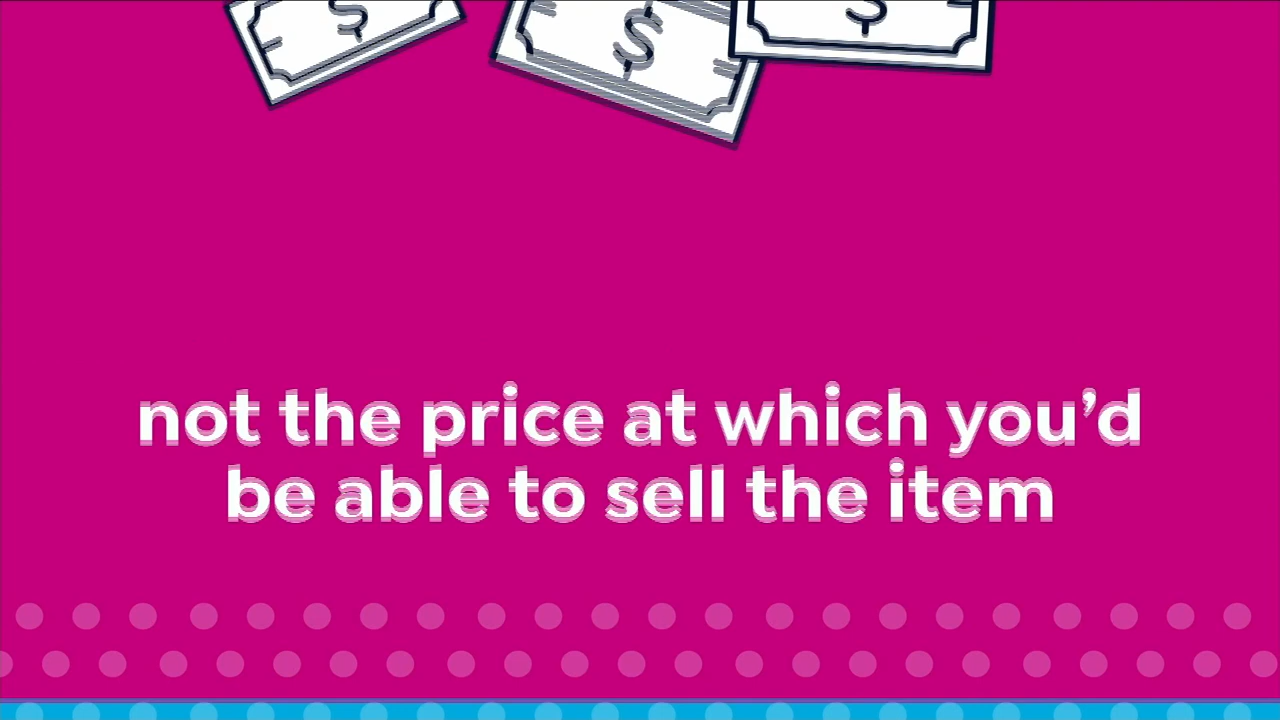 $ $ $
not the price at which you’d
be able to sell the item